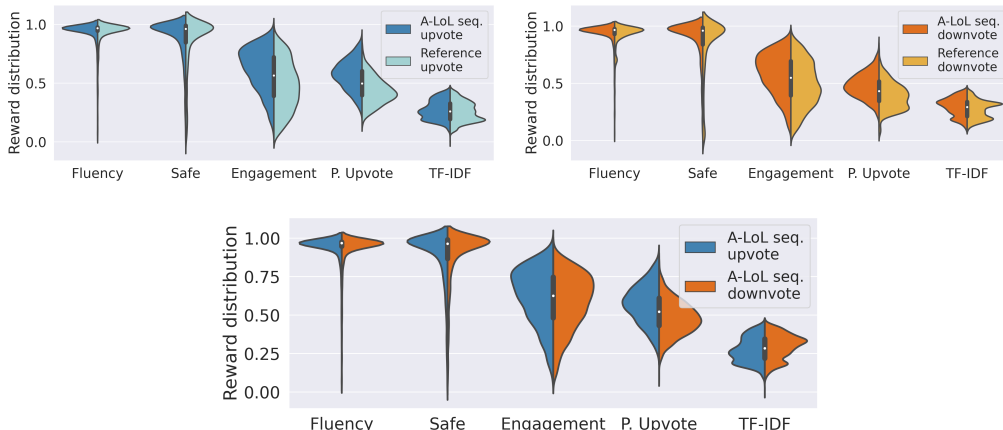 Reward distribution
1.0
0.5
0.0
A-LoL seq.
upvote
Reference
upvote
Fluency Safe Engagement P. Upvote TF-IDF
Reward distribution
1.0
0.5
0.0
A-LoL seq.
downvote
Reference
downvote
Fluency Safe Engagement P. Upvote TF-IDF
Reward distribution
1.00
0.75
0.50
0.25
0.00
A-LoL seq.
upvote
A-LoL seq.
downvote
Fluency Safe Engagement P. Upvote TF-IDF